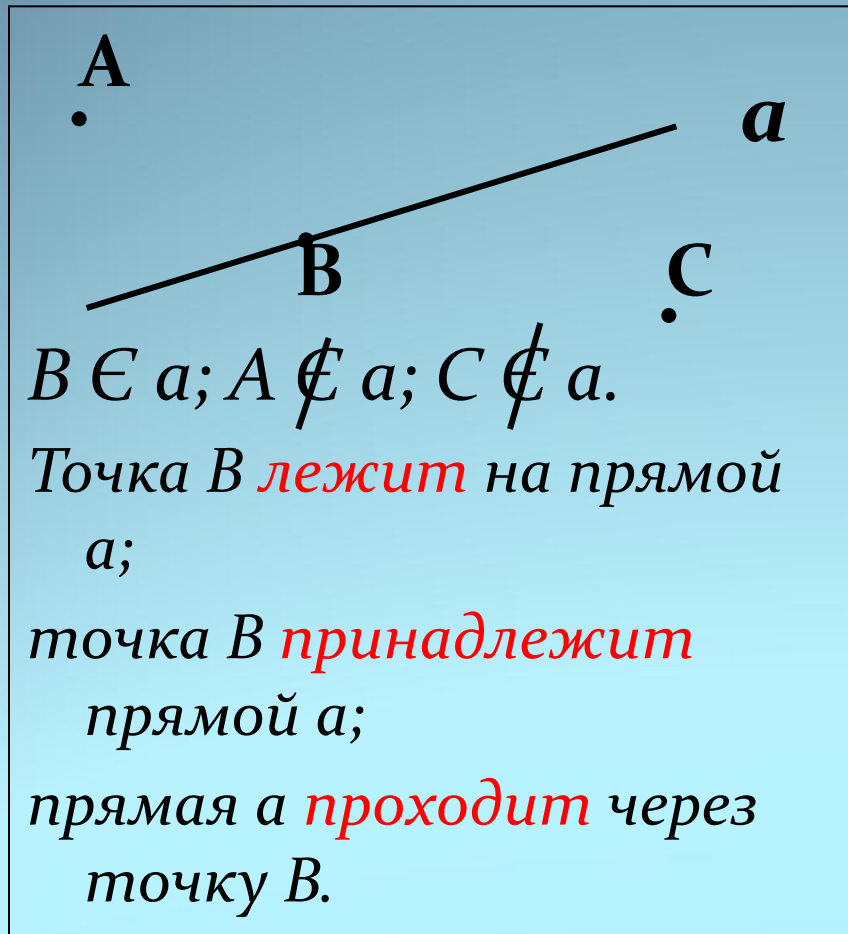 A
a
B
C
В Є а; А Є̸ а; С Є̸ а.
Точка В лежит на прямой
а;
точка В принадлежит
прямой а;
прямая а проходит через
точку В.